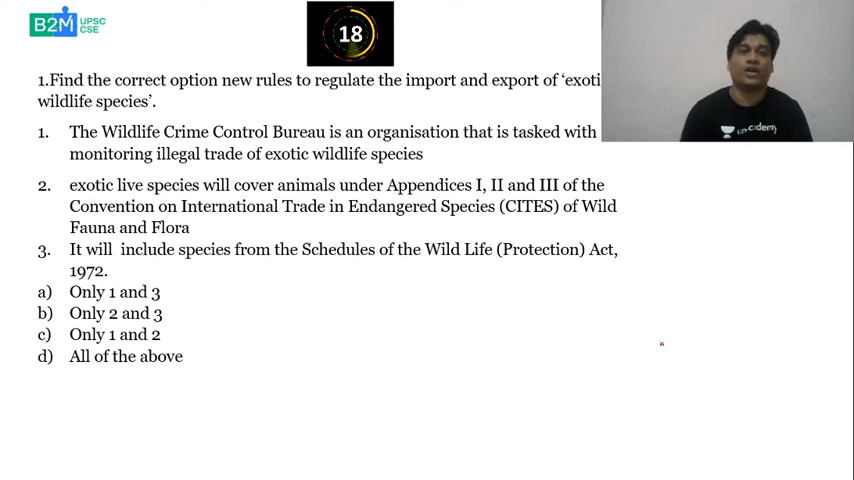 B2M UPSC
CSE
18
1.Find the correct option new rules to regulate the import and export of ‘exoti
wildlife species’.
1. The Wildlife Crime Control Bureau is an organisation that is tasked with
monitoring illegal trade of exotic wildlife species
2. exotic live species will cover animals under Appendices I, II and III of the
Convention on International Trade in Endangered Species (CITES) of Wild
Fauna and Flora
3. It will include species from the Schedules of the Wild Life (Protection) Act,
1972.
a) Only 1 and 3
b) Only 2 and 3
c) Only 1 and 2
d) All of the above